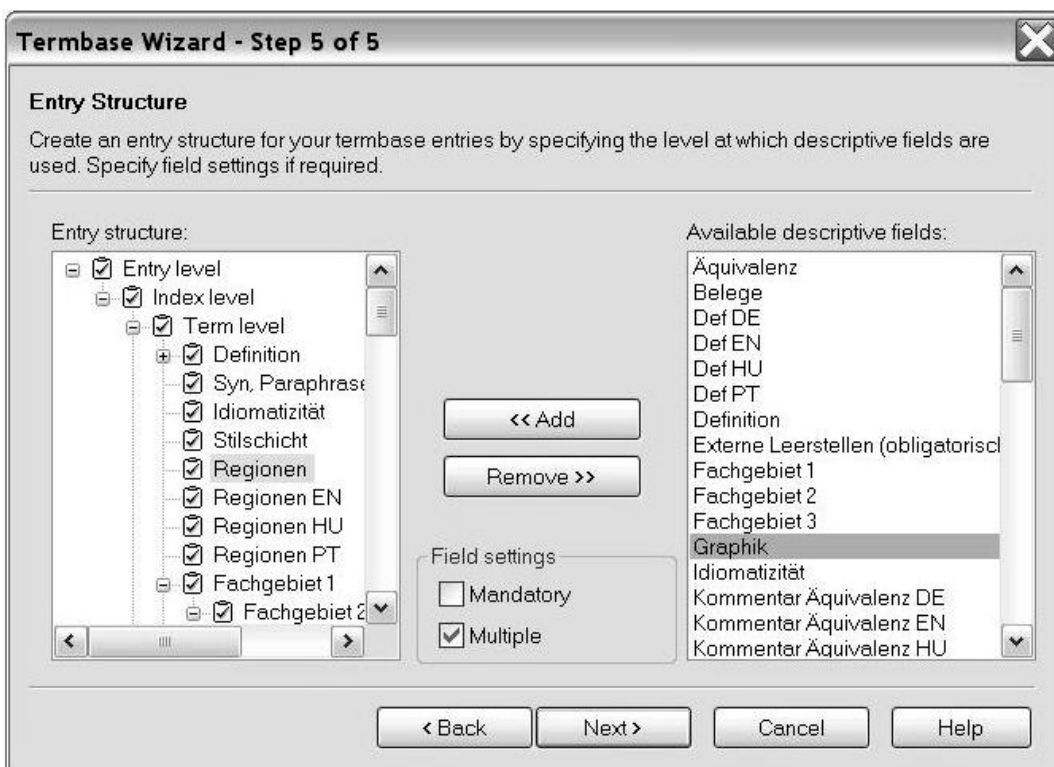 Termbase Wizard - Step 5 of 5
Entry Structure
Create an entry structure for your termbase entries by specifying the level at which descriptive fields are
used. Specify field settings if required.
Entry structure:
Entry level
Index level
Term level
Definition
Syn, Paraphrase
Idiomatizität
Stilschicht
Regionen
Regionen EN
Regionen HU
Regionen PT
Fachgebiet 1
Fachgebiet 2
<< Add
Remove >>
Field settings
Mandatory
Multiple
Available descriptive fields:
Äquivalenz
Belege
Def DE
Def EN
Def HU
Def PT
Definition
Externe Leerstellen (obligatorisch
Fachgebiet 1
Fachgebiet 2
Fachgebiet 3
Graphik
Idiomatizität
Kommentar Äquivalenz DE
Kommentar Äquivalenz EN
Kommentar Äquivalenz HU
< Back
Next >
Cancel
Help